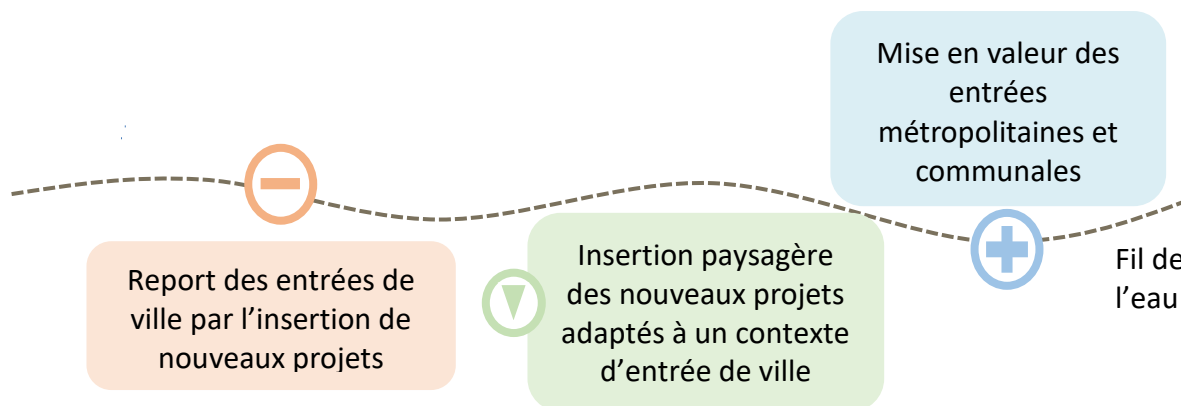 Mise en valeur des
entrées
métropolitaines et
communales
Report des entrées de
ville par l’insertion de
nouveaux projets
Insertion paysagère
des nouveaux projets
adaptés à un contexte
d’entrée de ville
Fil de
l’eau